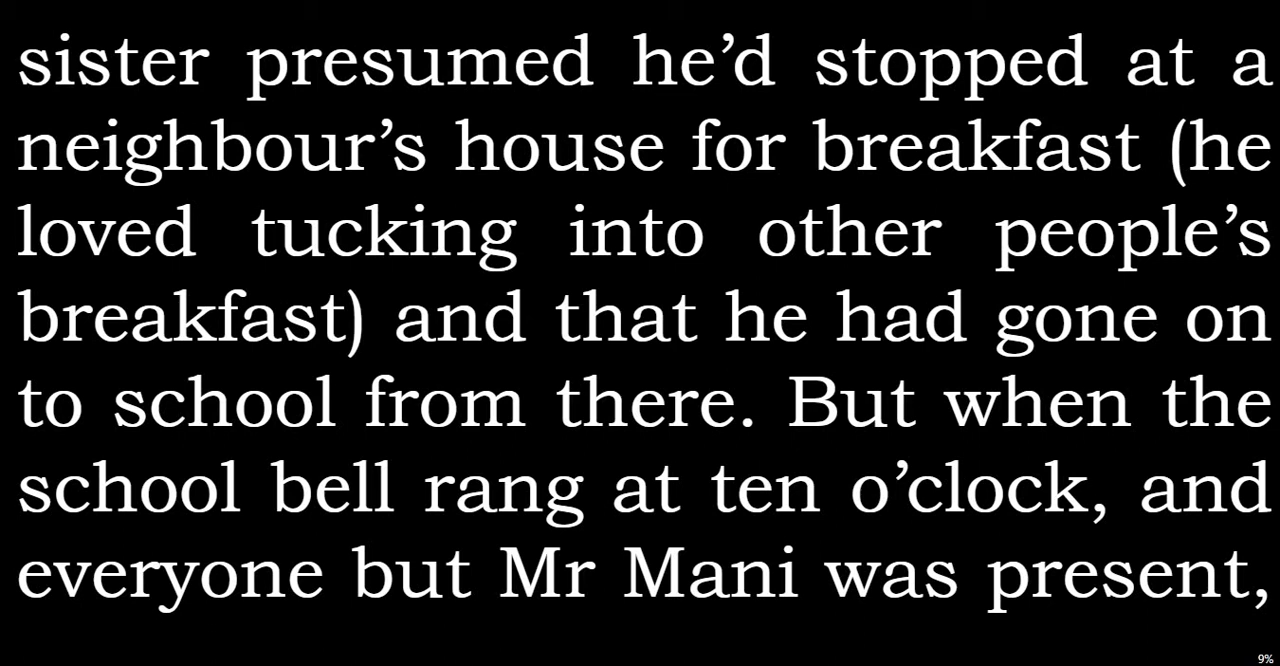 sister presumed he’d stopped at a
neighbour’s house for breakfast (he
loved tucking into other people’s
breakfast) and that he had gone on
to school from there. But when the
school bell rang at ten o’clock, and
everyone but Mr Mani was present,
9%